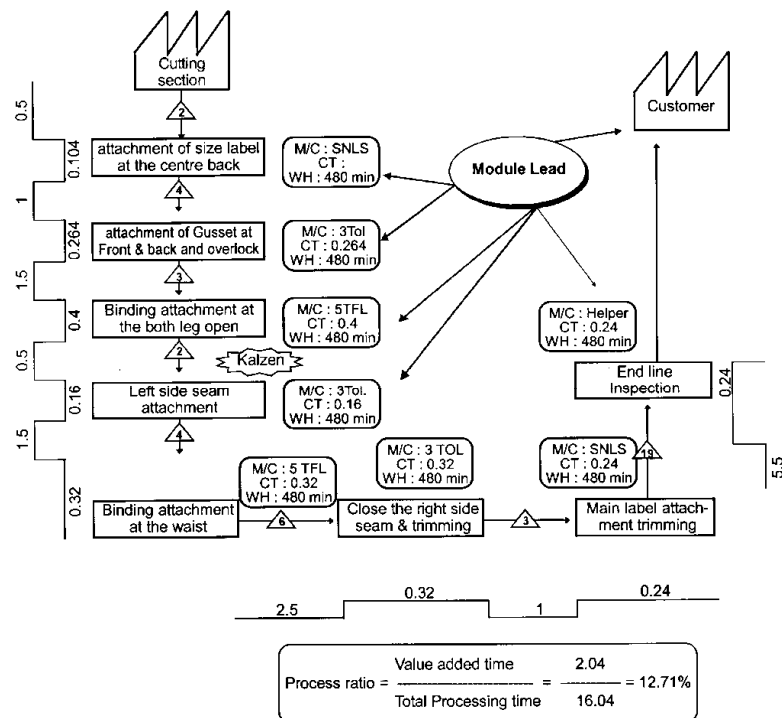 Cutting
section
Customer
2
0.5
attachment of size label
at the centre back
M/C : SNLS
CT :
WH : 480 min
Module Lead
0.104
4
1
attachment of Gusset at
Front & back and overlock
M/C : 3Tol
CT : 0.264
WH : 480 min
0.264
3
1.5
Binding attachment at
the both leg open
M/C : 5TFL
CT : 0.4
WH : 480 min
M/C: Helper
CT : 0.24
WH : 480 min
0.4
2
Kalzen
0.5
Left side seam
attachment
M/C : 3Tol.
CT : 0.16
WH : 480 min
End line
Inspection
0.24
0.16
4
1.5
M/C : 5 TFL
CT : 0.32
WH : 480 min
M/C : 3 TOL
CT : 0.32
WH : 480 min
M/C : SNLS
CT : 0.24
WH : 480 min
19
5.5
0.32
Binding attachment
at the waist
6
Close the right side
seam & trimming
3
Main label attach-
ment trimming
2.5
0.32
1
0.24
Process ratio = Value added time / Total Processing time = 2.04 / 16.04 = 12.71%